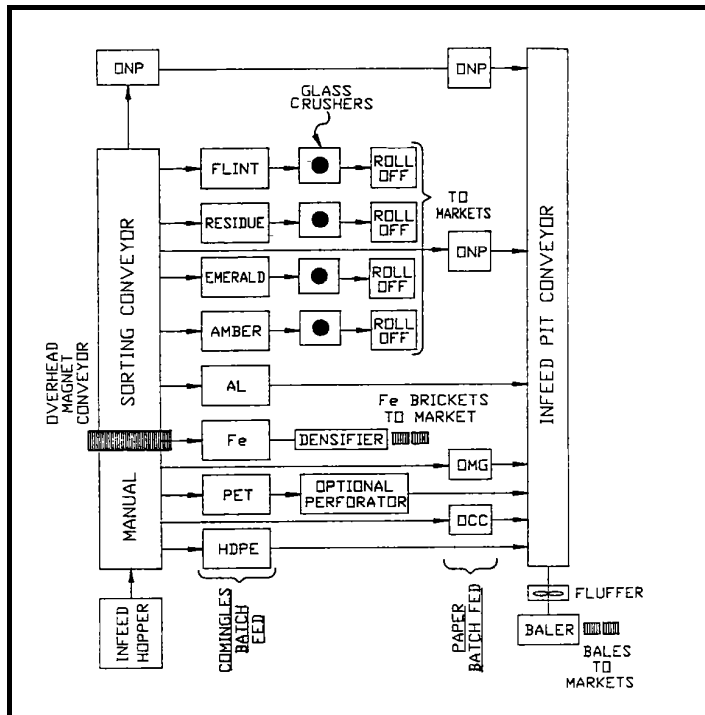 ONP
ONP
GLASS
CRUSHERS
FLINT
ROLL
OFF
TO
MARKETS
RESIDUE
ROLL
OFF
ONP
EMERALD
ROLL
OFF
AMBER
ROLL
OFF
SORTING CONVEYOR
MANUAL
OVERHEAD
MAGNET
CONVEYOR
INFEED PIT CONVEYOR
AL
Fe BRICKETS
TO MARKET
Fe
DENSIFIER
OMG
PET
OPTIONAL
PERFORATOR
OCC
HDPE
INFEED
HOPPER
COMINGLES
BATCH
EED
PAPER
BATCH FED
FLUFFER
BALER
BALES
TO
MARKETS